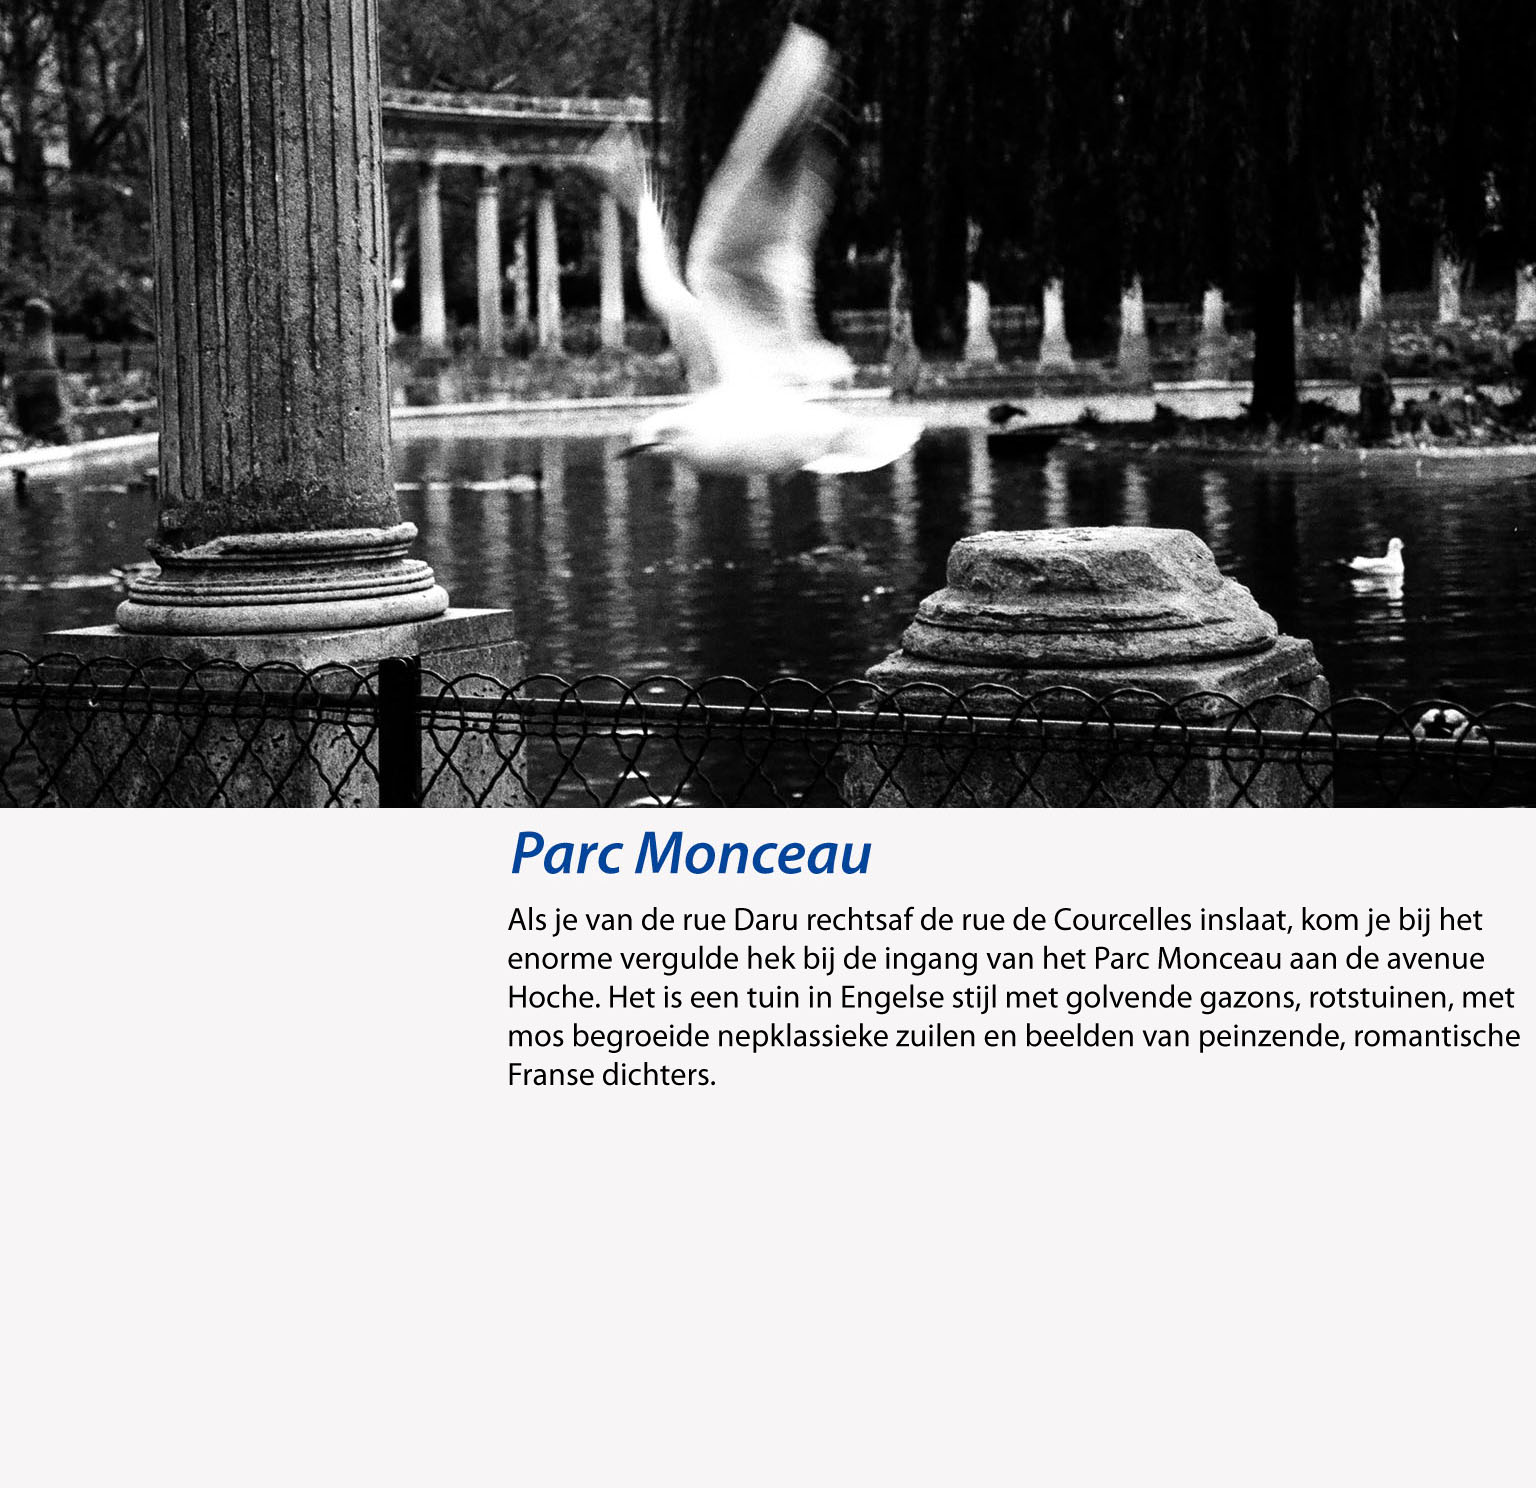 Parc Monceau
Als je van de rue Daru rechtsaf de rue de Courcelles inslaat, kom je bij het
enorme vergulde hek bij de ingang van het Parc Monceau aan de avenue
Hoche. Het is een tuin in Engelse stijl met golvende gazons, rotstuinen, met
mos begroeide nepklassieke zuilen en beelden van peinzende, romantische
Franse dichters.